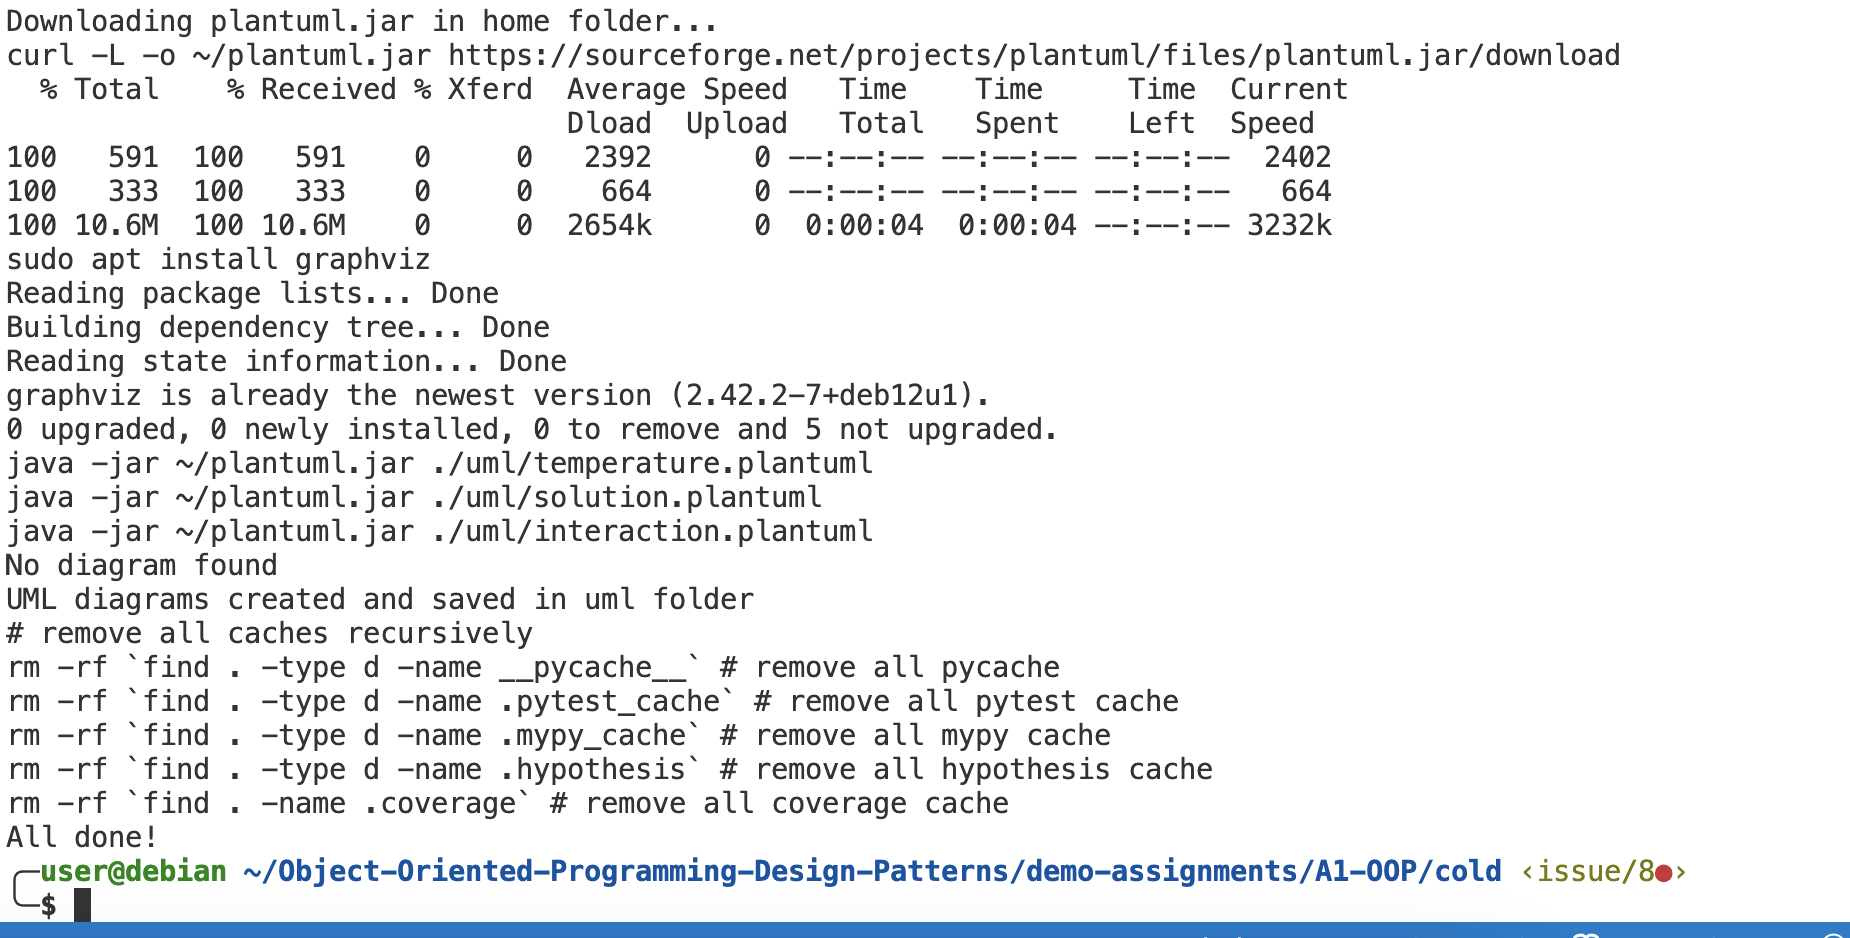 Downloading plantuml.jar in home folder...
curl -L -o ~/plantuml.jar https://sourceforge.net/projects/plantuml/files/plantuml.jar/download
  % Total    % Received % Xferd  Average Speed   Time    Time     Time  Current
                                 Dload  Upload   Total   Spent    Left  Speed
100   591  100   591    0     0   2392      0 --:--:-- --:--:-- --:--:--  2402
100   333  100   333    0     0    664      0 --:--:-- --:--:-- --:--:--   664
100 10.6M  100 10.6M    0     0  2654k      0  0:00:04  0:00:04 --:--:-- 3232k
sudo apt install graphviz
Reading package lists... Done
Building dependency tree... Done
Reading state information... Done
graphviz is already the newest version (2.42.2-7+deb12u1).
0 upgraded, 0 newly installed, 0 to remove and 5 not upgraded.
java -jar ~/plantuml.jar ./uml/temperature.plantuml
java -jar ~/plantuml.jar ./uml/solution.plantuml
java -jar ~/plantuml.jar ./uml/interaction.plantuml
No diagram found
UML diagrams created and saved in uml folder
# remove all caches recursively
rm -rf `find . -type d -name __pycache__` # remove all pycache
rm -rf `find . -type d -name .pytest_cache` # remove all pytest cache
rm -rf `find . -type d -name .mypy_cache` # remove all mypy cache
rm -rf `find . -type d -name .hypothesis` # remove all hypothesis cache
rm -rf `find . -name .coverage` # remove all coverage cache
All done!
╭─user@debian ~/Object-Oriented-Programming-Design-Patterns/demo-assignments/A1-OOP/cold ‹issue/8●›
╰─$